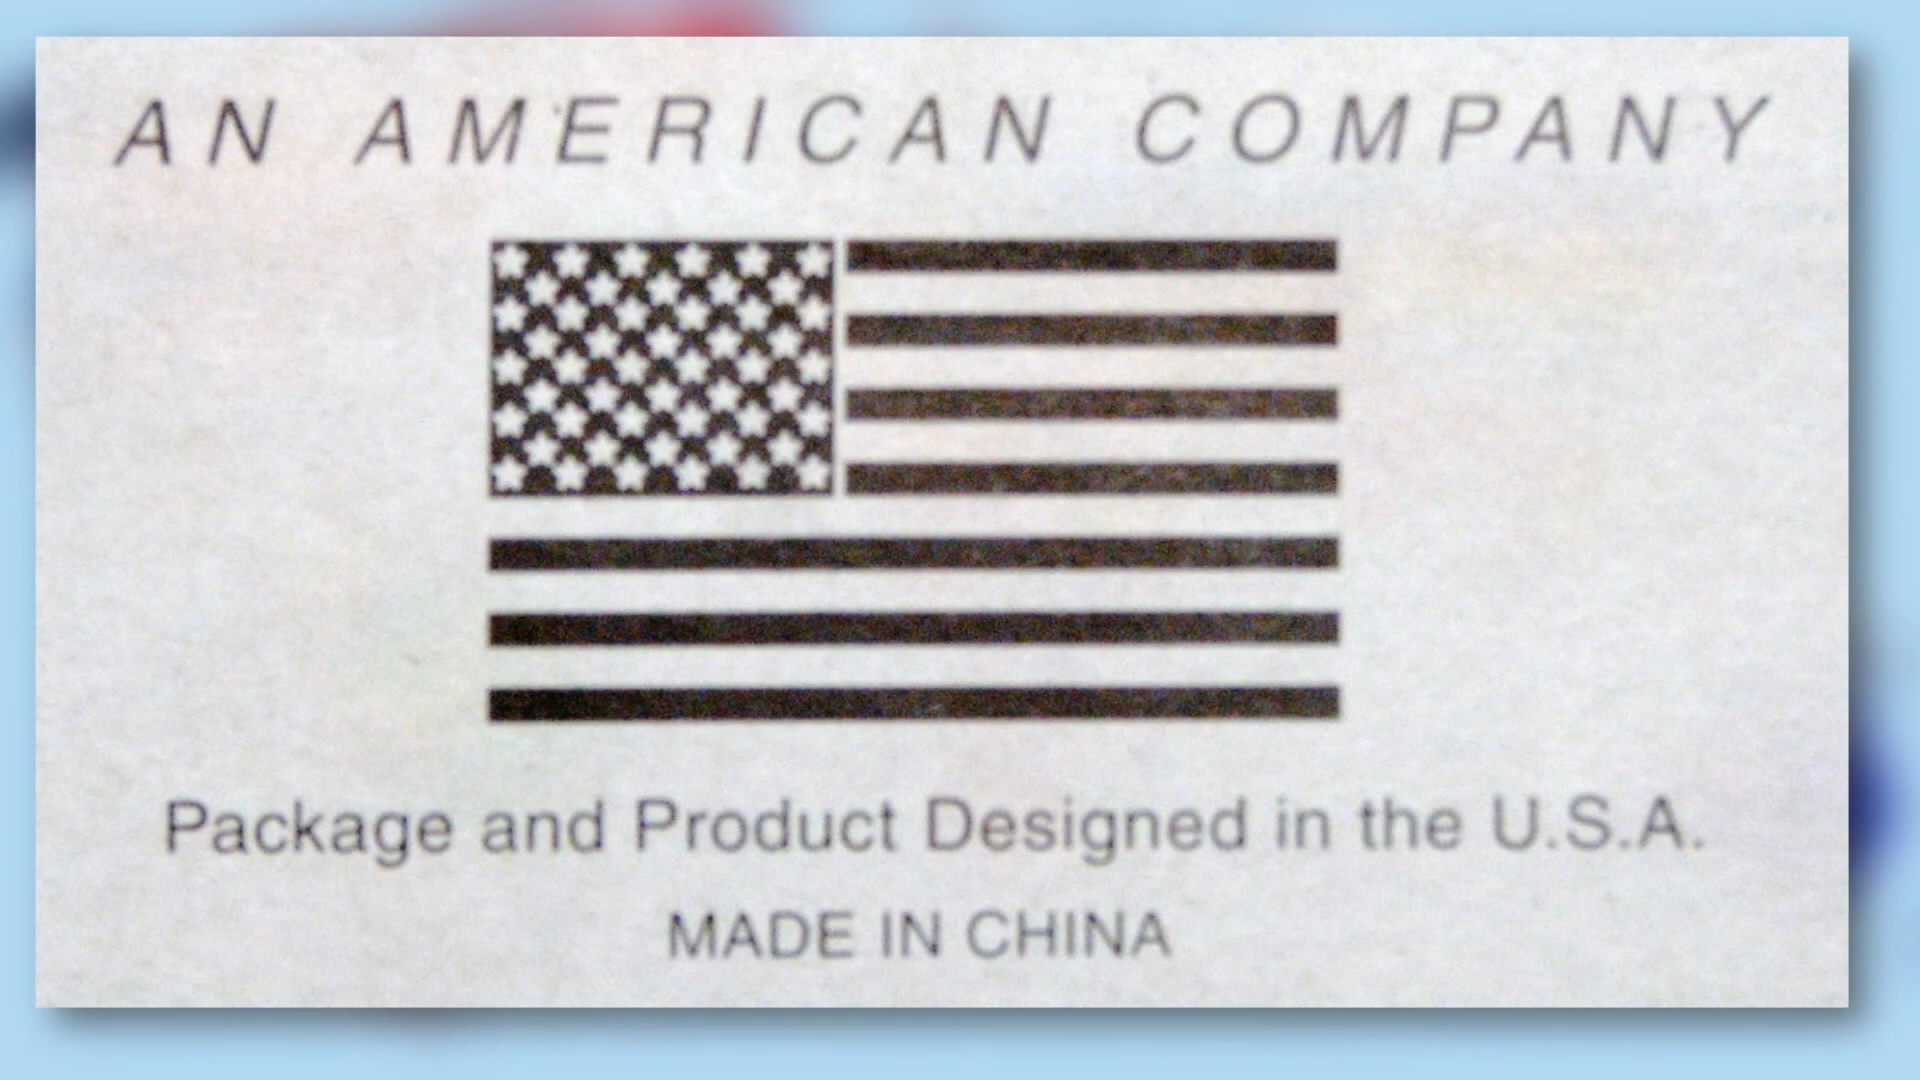 AN AMERICAN COMPANY
Package and Product Designed in the U.S.A.
MADE IN CHINA